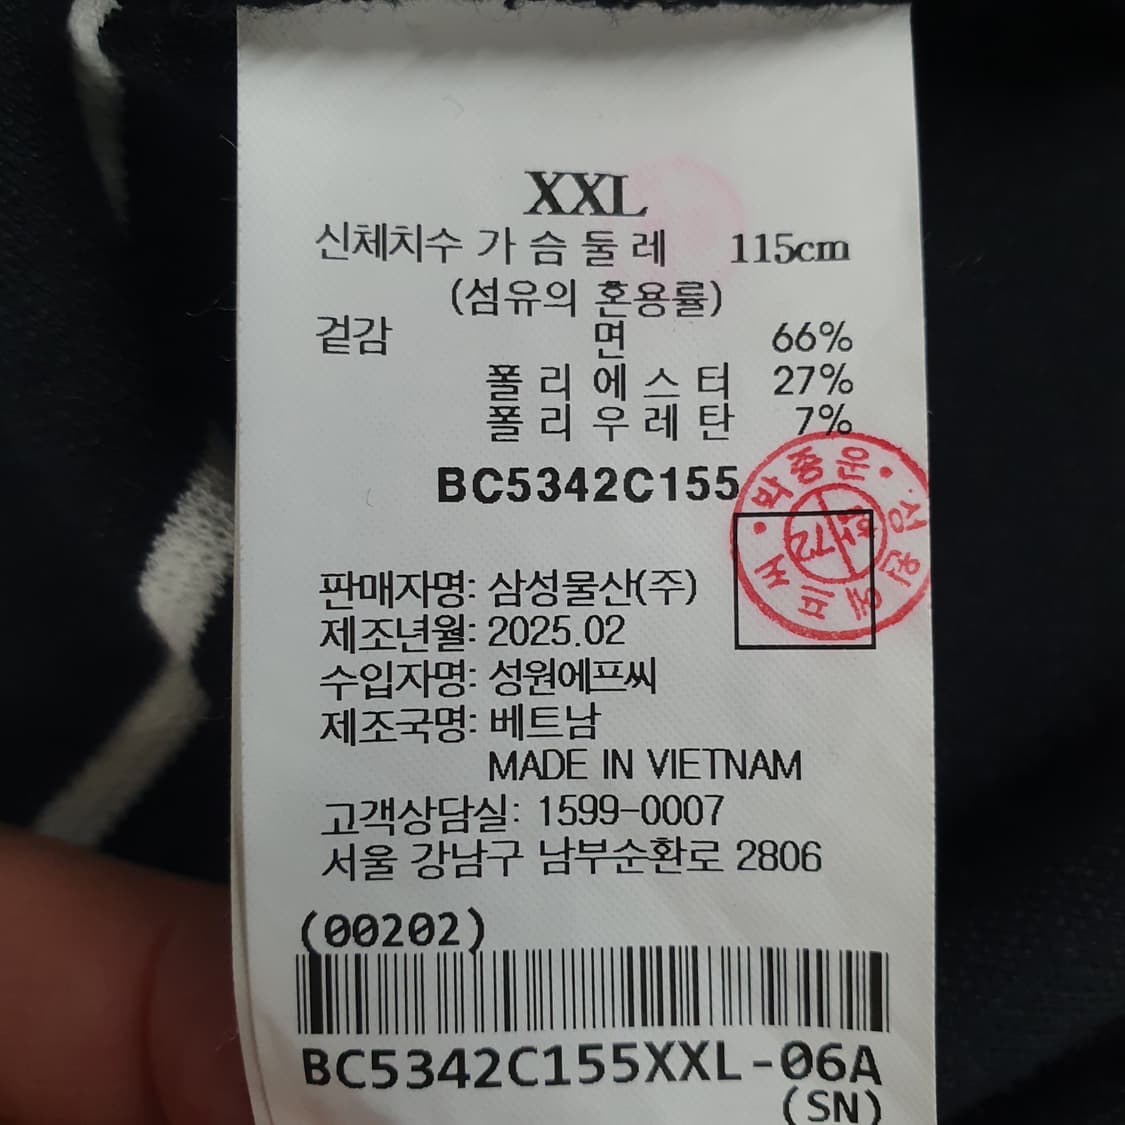 XXL
신체치수 가 슴 둘 레 115cm
(섬유의 혼용률)
겉감 면 66%
폴 리 에 스 터 27%
폴 리 우 레 탄 7%
BC5342C155
박종운
72
판매자명: 삼성물산(주)
제조년월: 2025.02
수입자명: 성원에프씨
제조국명: 베트남
MADE IN VIETNAM
고객상담실: 1599-0007
서울 강남구 남부순환로 2806
(00202)
BC5342C155XXL-06A
(SN)